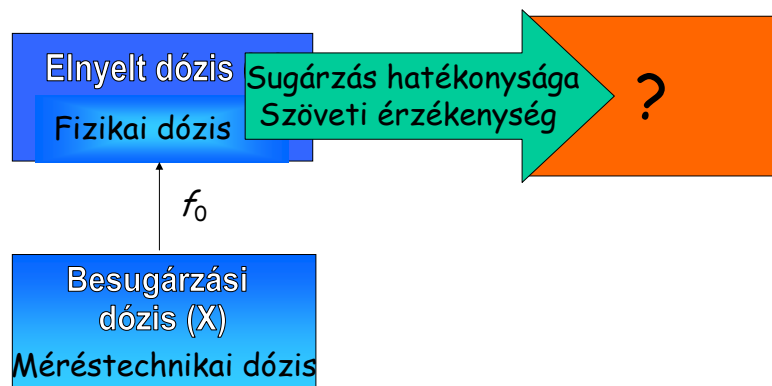 Elnyelt dózis
Fizikai dózis
Sugárzás hatékonysága
Szöveti érzékenység
?
f₀
Besugárzási
dózis (X)
Méréstechnikai dózis